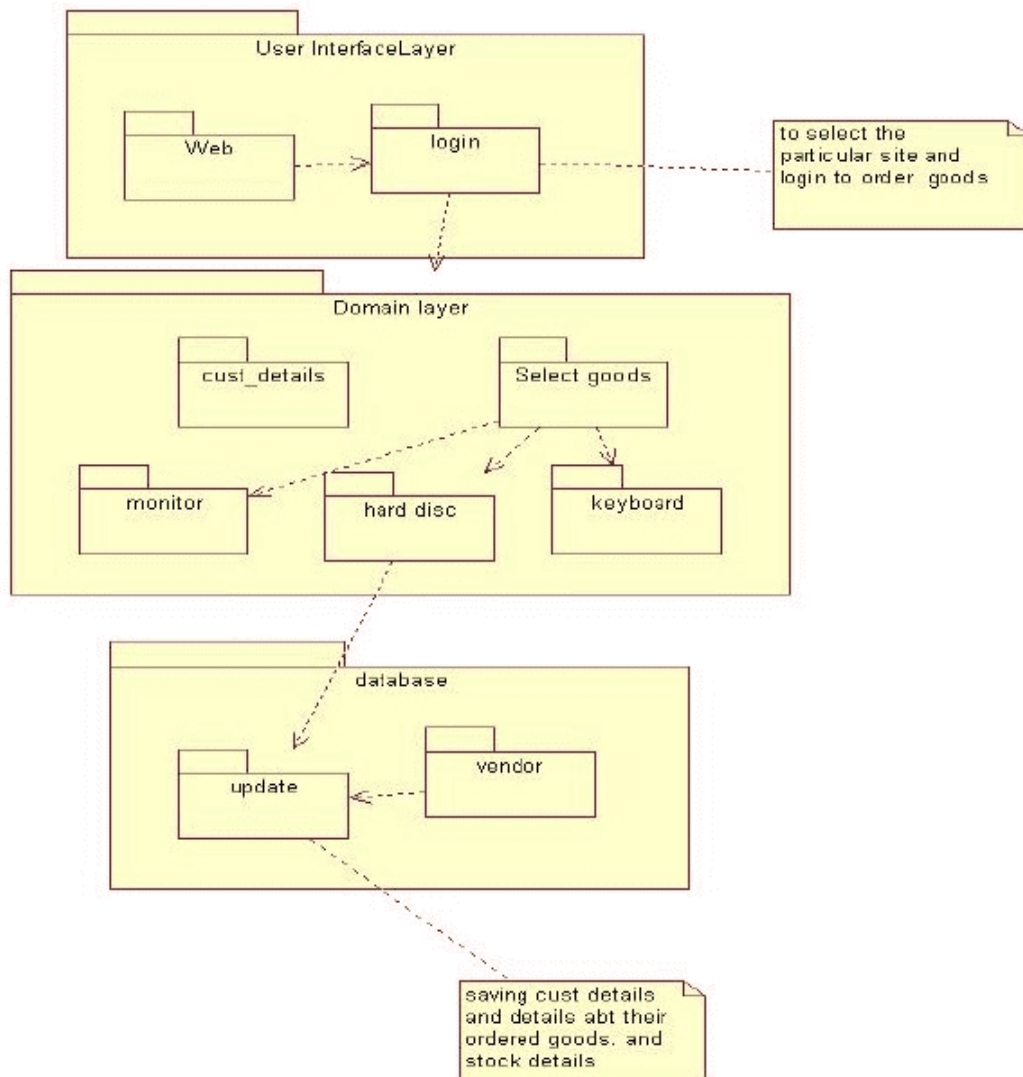 User InterfaceLayer
Web
login
to select the
particular site and
login to order goods
Domain layer
cust_details
Select goods
monitor
hard disc
keyboard
database
update
vendor
saving cust details
and details abt their
ordered goods. and
stock details